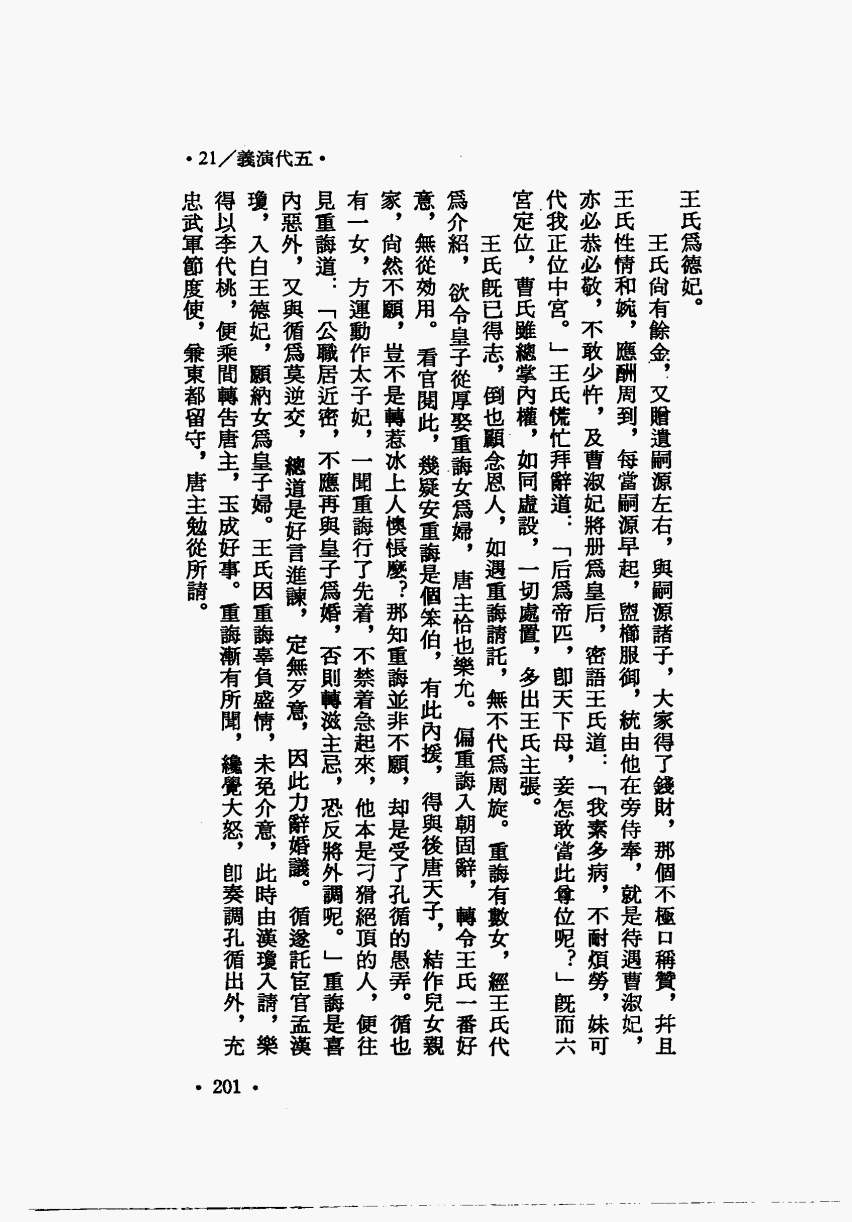 •21／義演代五•
王氏爲德妃。
王氏尙有餘金，又贈遺嗣源左右，與嗣源諸子，大家得了錢財，那個不極口稱贊，幷且
王氏性情和婉，應酬周到，每當嗣源早起，盥櫛服御，統由他在旁侍奉，就是待遇曹淑妃，
亦必恭必敬，不敢少忤，及曹淑妃將册爲皇后，密語王氏道：「我素多病，不耐煩勞，妹可
代我正位中宮。」王氏慌忙拜辭道：「后爲帝匹，卽天下母，妾怎敢當此尊位呢？」旣而六
宮定位，曹氏雖總掌內權，如同虛設，一切處置，多出王氏主張。
王氏旣已得志，倒也顧念恩人，如遇重誨請託，無不代爲周旋。重誨有數女，經王氏代
爲介紹，欲令皇子從厚娶重誨女爲婦，唐主恰也樂允。偏重誨入朝固辭，轉令王氏一番好
意，無從効用。看官閱此，幾疑安重誨是個笨伯，有此內援，得與後唐天子，結作兒女親
家，尙然不願，豈不是轉惹冰上人懊悵麼？那知重誨並非不願，却是受了孔循的愚弄。循也
有一女，方運動作太子妃，一聞重誨行了先着，不禁着急起來，他本是刁猾絕頂的人，便往
見重誨道：「公職居近密，不應再與皇子爲婚，否則轉滋主忌，恐反將外調呢。」重誨是喜
內惡外，又與循爲莫逆交，總道是好言進諫，定無歹意，因此力辭婚議。循遂託宦官孟漢
瓊，入白王德妃，願納女爲皇子婦。王氏因重誨辜負盛情，未免介意，此時由漢瓊入請，樂
得以李代桃，便乘間轉告唐主，玉成好事。重誨漸有所聞，纔覺大怒，卽奏調孔循出外，充
忠武軍節度使，兼東都留守，唐主勉從所請。
•201•